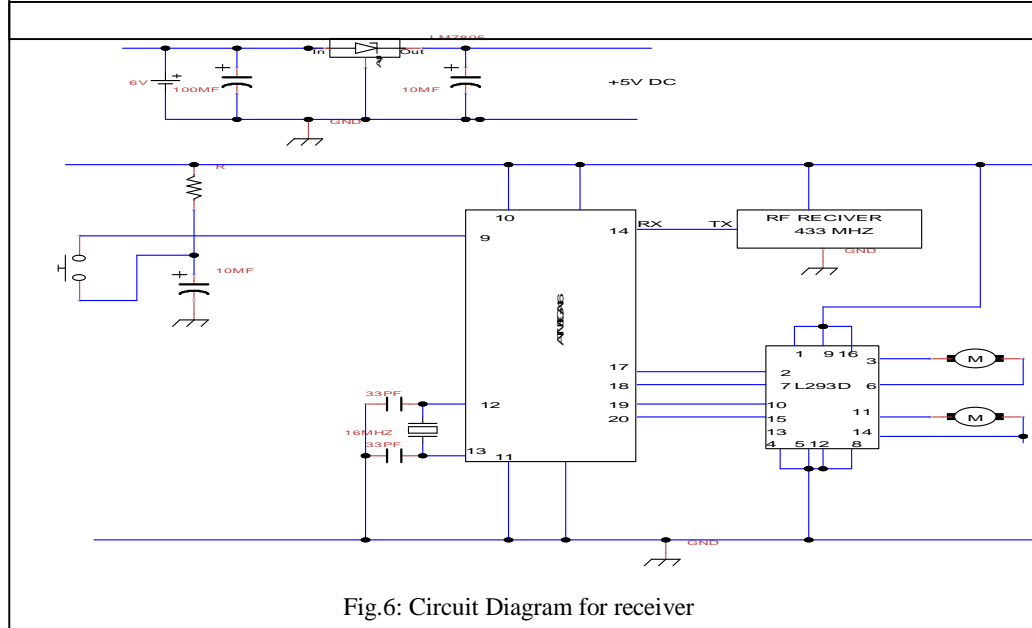 In
Out
6V
100MF
10MF
+5V DC
GND
R
10
9
14
RX
TX
RF RECIVER
433 MHZ
GND
10MF
1
9
16
3
17
2
18
7
L293D
6
19
10
11
20
15
14
13
4
5
12
8
M
M
33PF
12
16MHZ
33PF
13
11
GND
Fig.6: Circuit Diagram for receiver